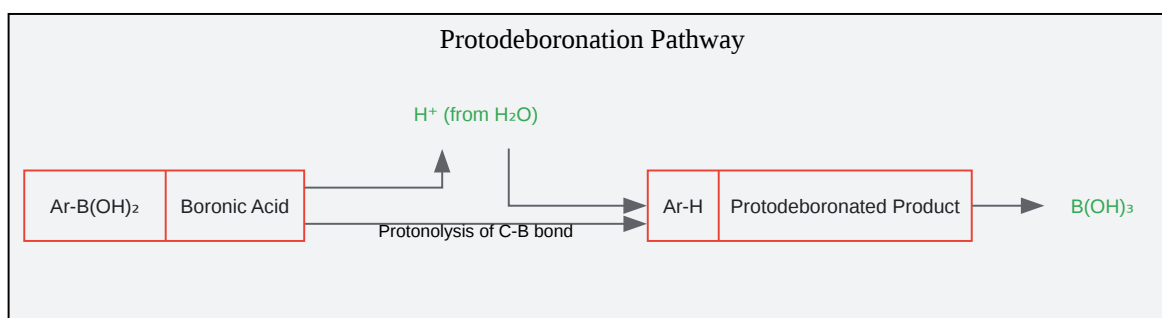 Protodeboronation Pathway
H⁺ (from H₂O)
Ar-B(OH)₂ Boronic Acid Ar-H Protodeboronated Product B(OH)₃
Protonolysis of C-B bond